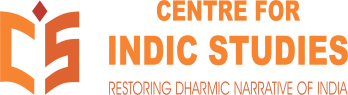 CENTRE FOR
INDIC STUDIES
RESTORING DHARMIC NARRATIVE OF INDIA